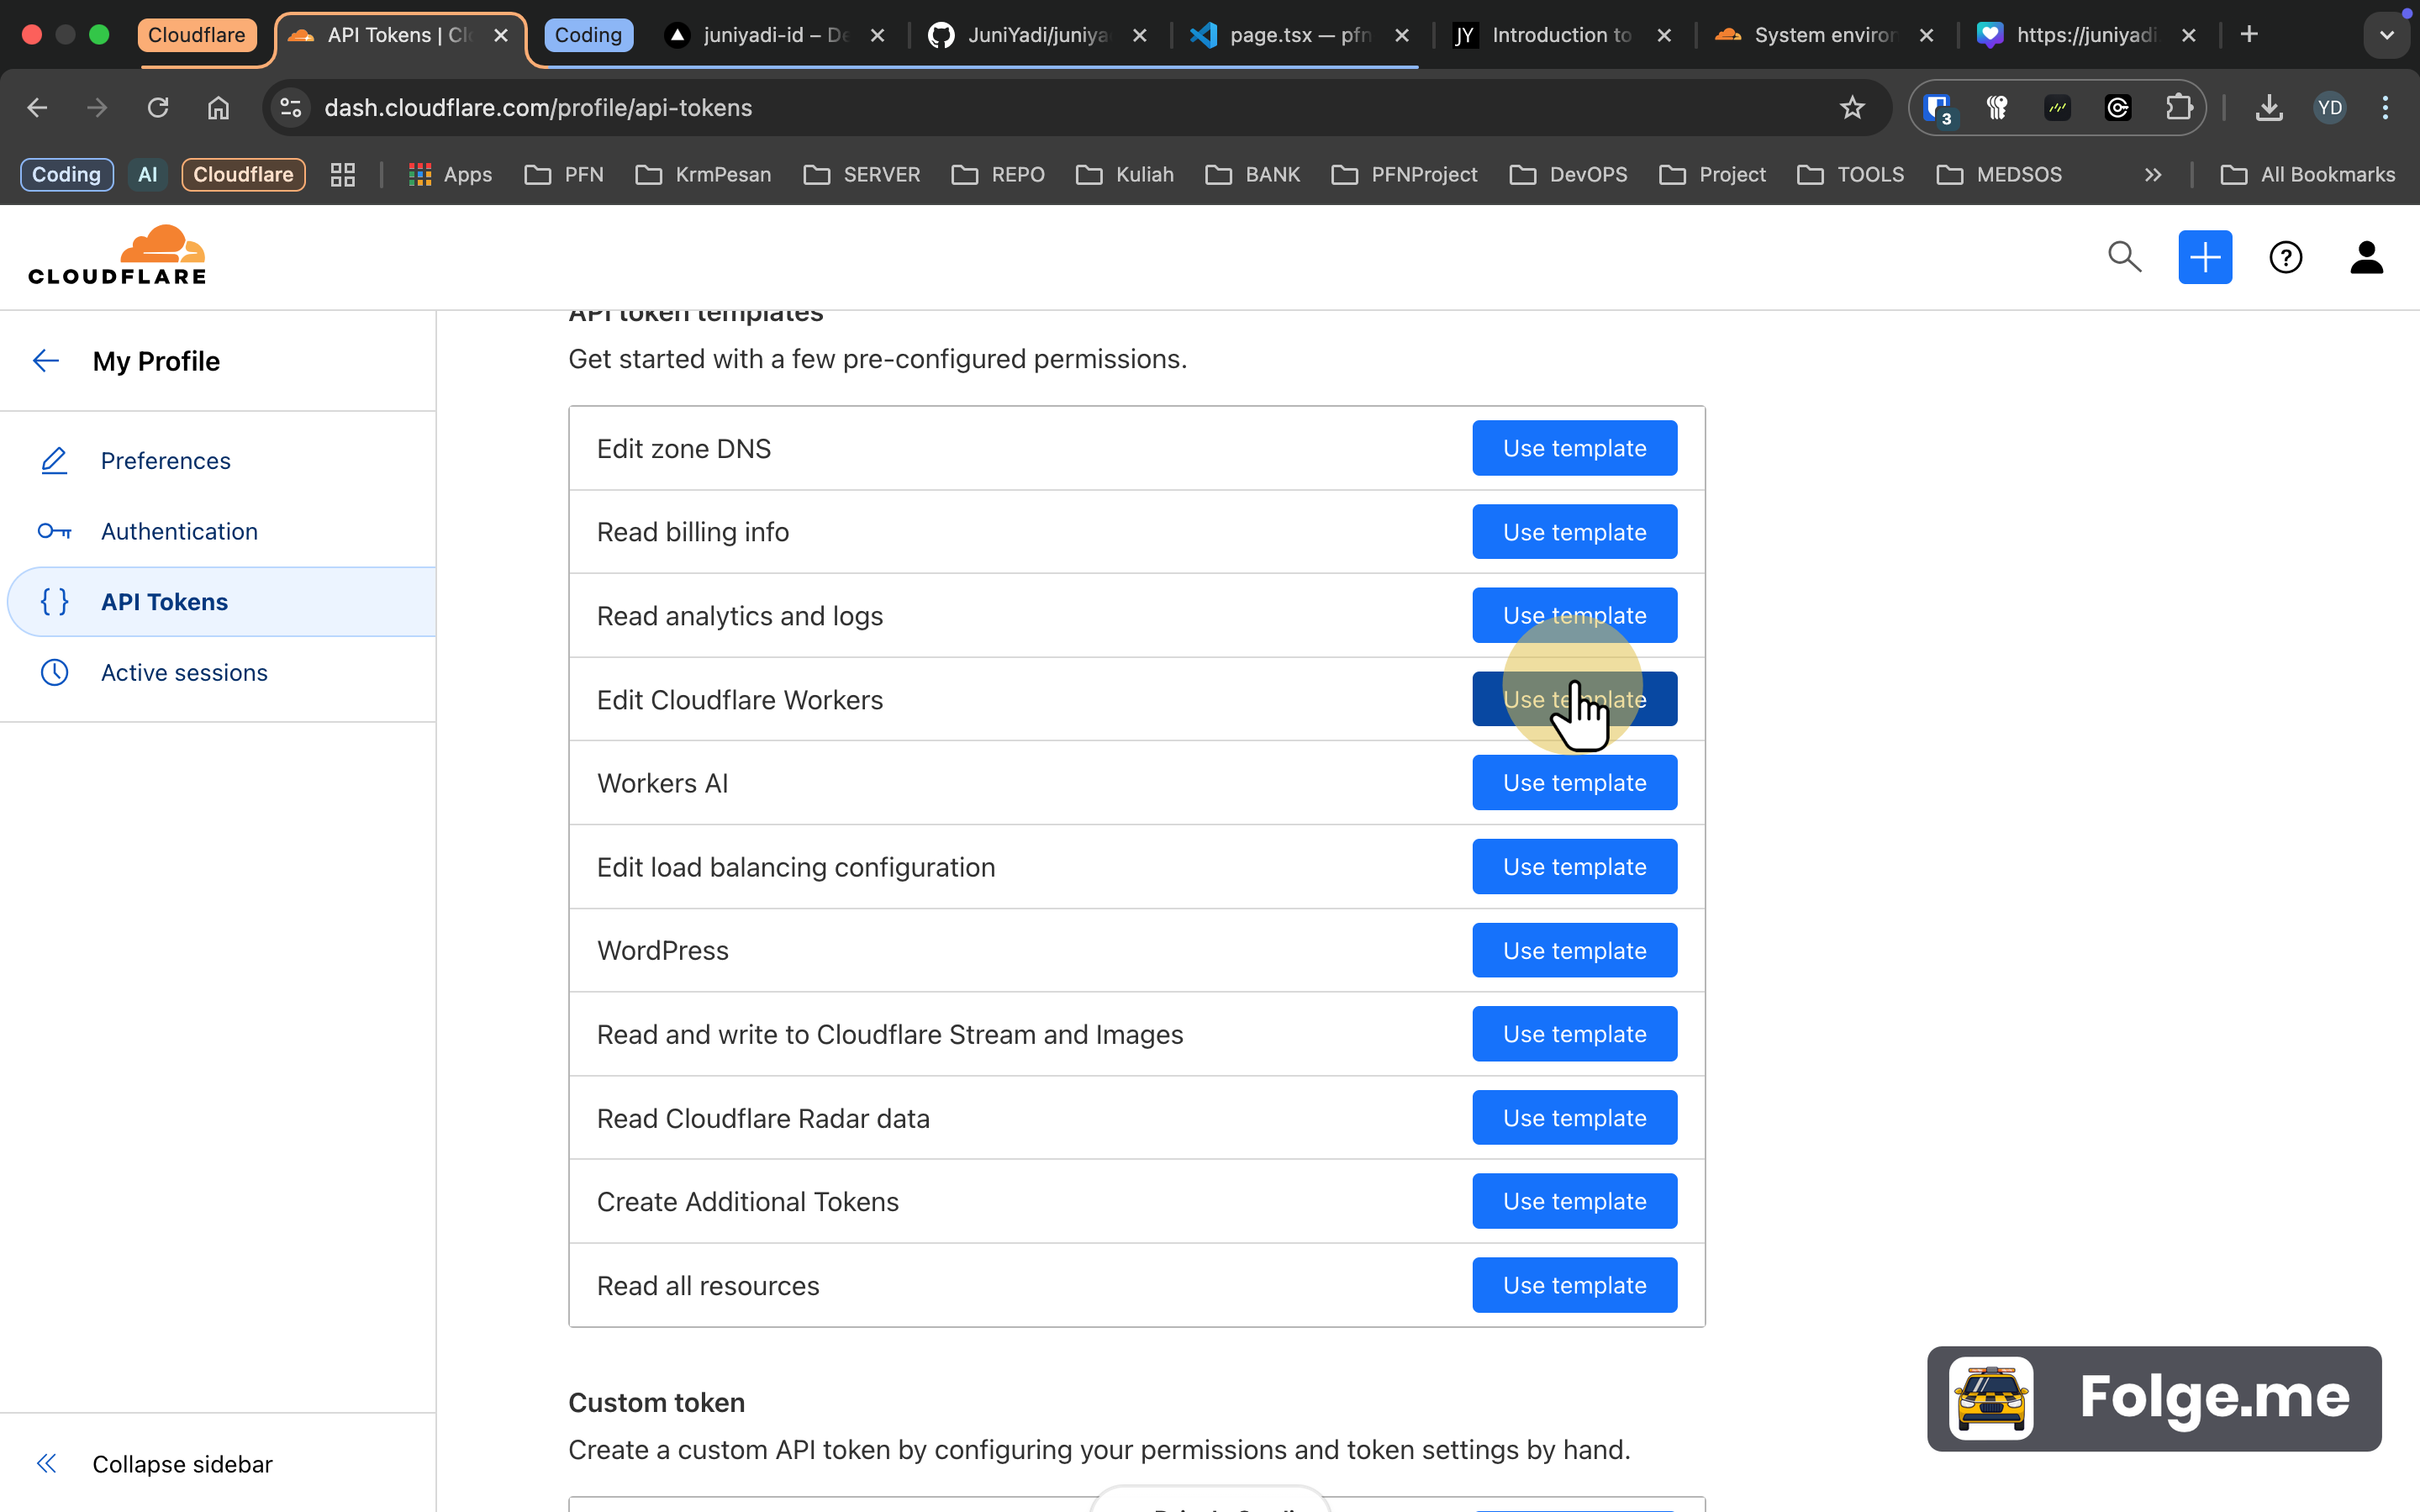 Cloudflare
API Tokens | Cl
Coding
juniyadi-id – De
JuniYadi/juniya
page.tsx — pfn
JY
Introduction to
System enviror
https://juniyadi.
dash.cloudflare.com/profile/api-tokens
3
YD
Coding
AI
Cloudflare
Apps
PFN
KrmPesan
SERVER
REPO
Kuliah
BANK
PFNProject
DevOPS
Project
TOOLS
MEDSOS
All Bookmarks
CLOUDFLARE
My Profile
Preferences
Authentication
API Tokens
Active sessions
Collapse sidebar
API token templates
Get started with a few pre-configured permissions.
Edit zone DNS
Use template
Read billing info
Use template
Read analytics and logs
Use template
Edit Cloudflare Workers
Use template
Workers AI
Use template
Edit load balancing configuration
Use template
WordPress
Use template
Read and write to Cloudflare Stream and Images
Use template
Read Cloudflare Radar data
Use template
Create Additional Tokens
Use template
Read all resources
Use template
Custom token
Create a custom API token by configuring your permissions and token settings by hand.
Folge.me